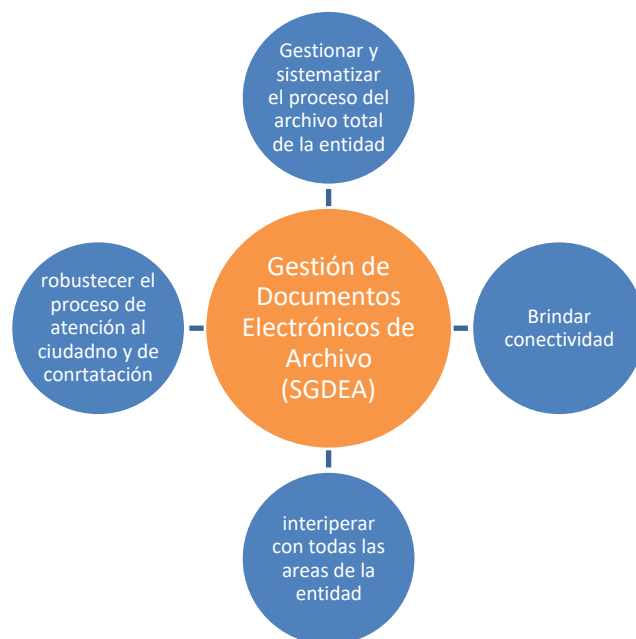 Gestionar y
sistematizar
el proceso del
archivo total
de la entidad
robustecer el
proceso de
atención al
ciudadno y de
conrtatación
Gestión de
Documentos
Electrónicos de
Archivo
(SGDEA)
Brindar
conectividad
interiperar
con todas las
areas de la
entidad